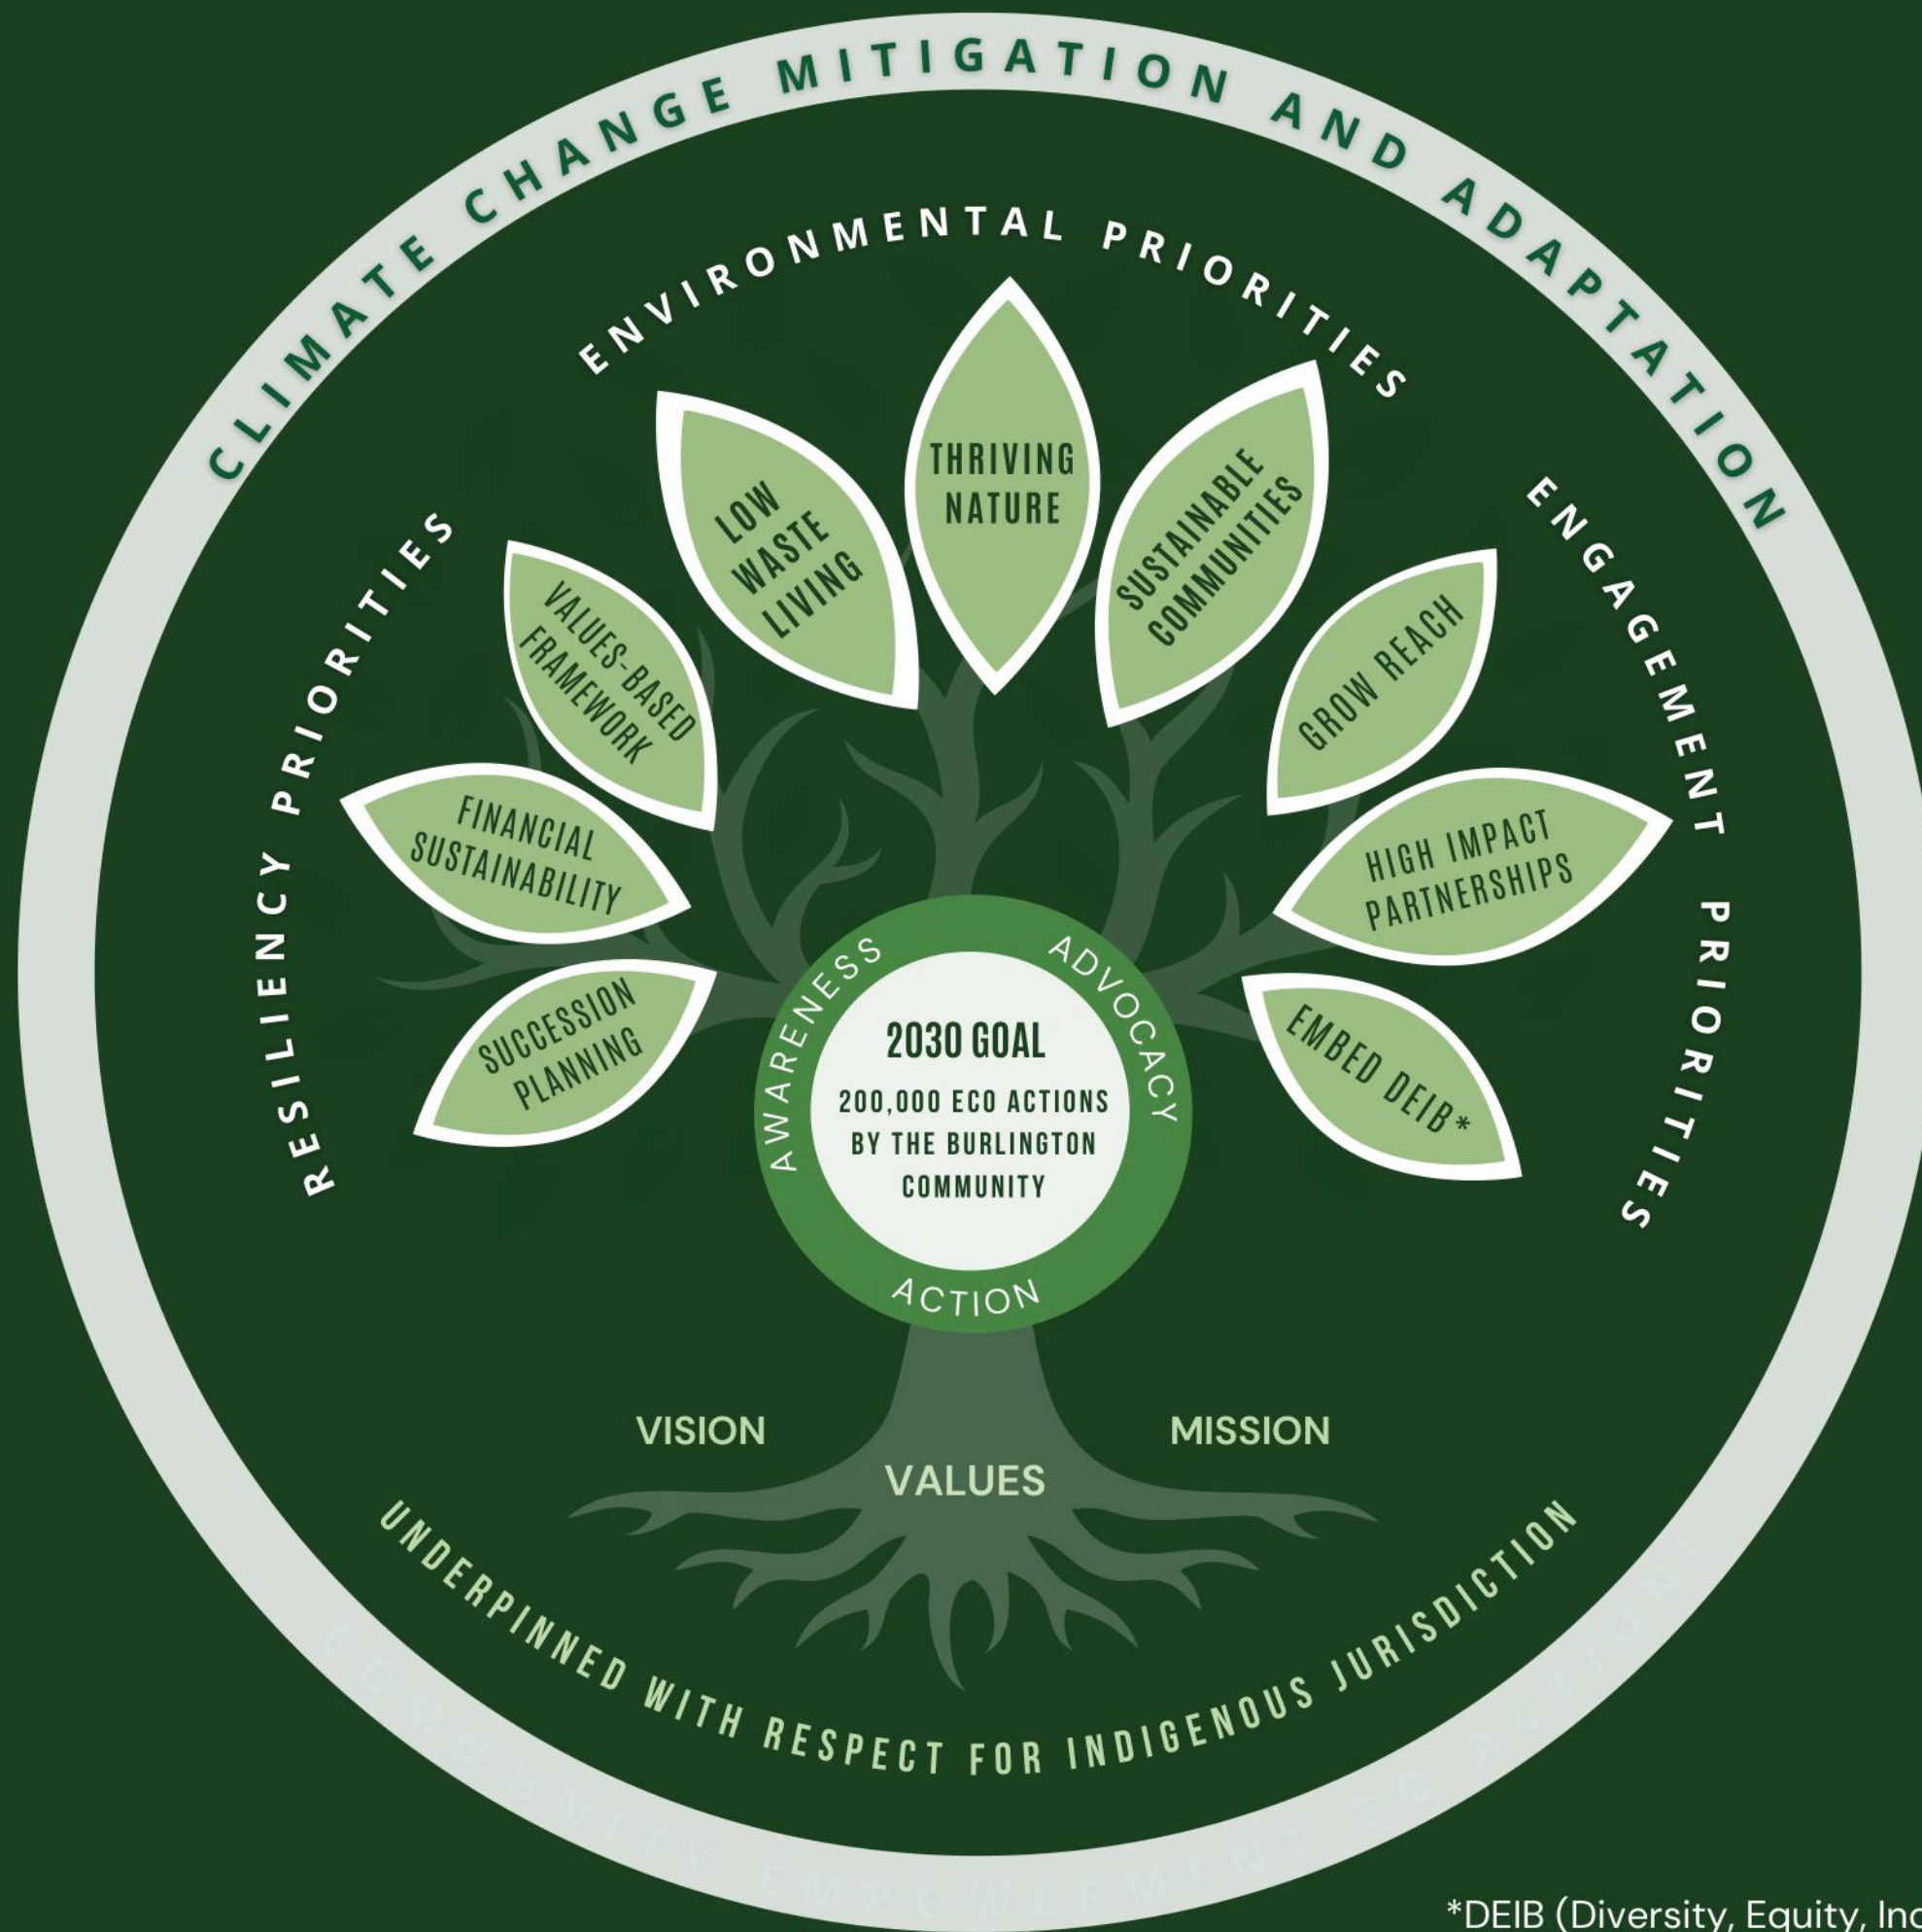 CLIMATE CHANGE MITIGATION AND ADAPTATION
ENVIRONMENTAL PRIORITIES
LOW
WASTE
LIVING
THRIVING
NATURE
SUSTAINABLE
COMMUNITIES
RESILIENCY PRIORITIES
VALUES-BASED
FRAMEWORK
FINANCIAL
SUSTAINABILITY
SUCCESSION
PLANNING
ENGAGEMENT PRIORITIES
GROW REACH
HIGH IMPACT
PARTNERSHIPS
EMBED DEIB*
AWARENESS
ADVOCACY
2030 GOAL
200,000 ECO ACTIONS
BY THE BURLINGTON
COMMUNITY
ACTION
VISION
MISSION
VALUES
UNDERPINNED WITH RESPECT FOR INDIGENOUS JURISDICTION
COMMUNITY EMPOWERMENT TO
*DEIB (Diversity, Equity, Inc